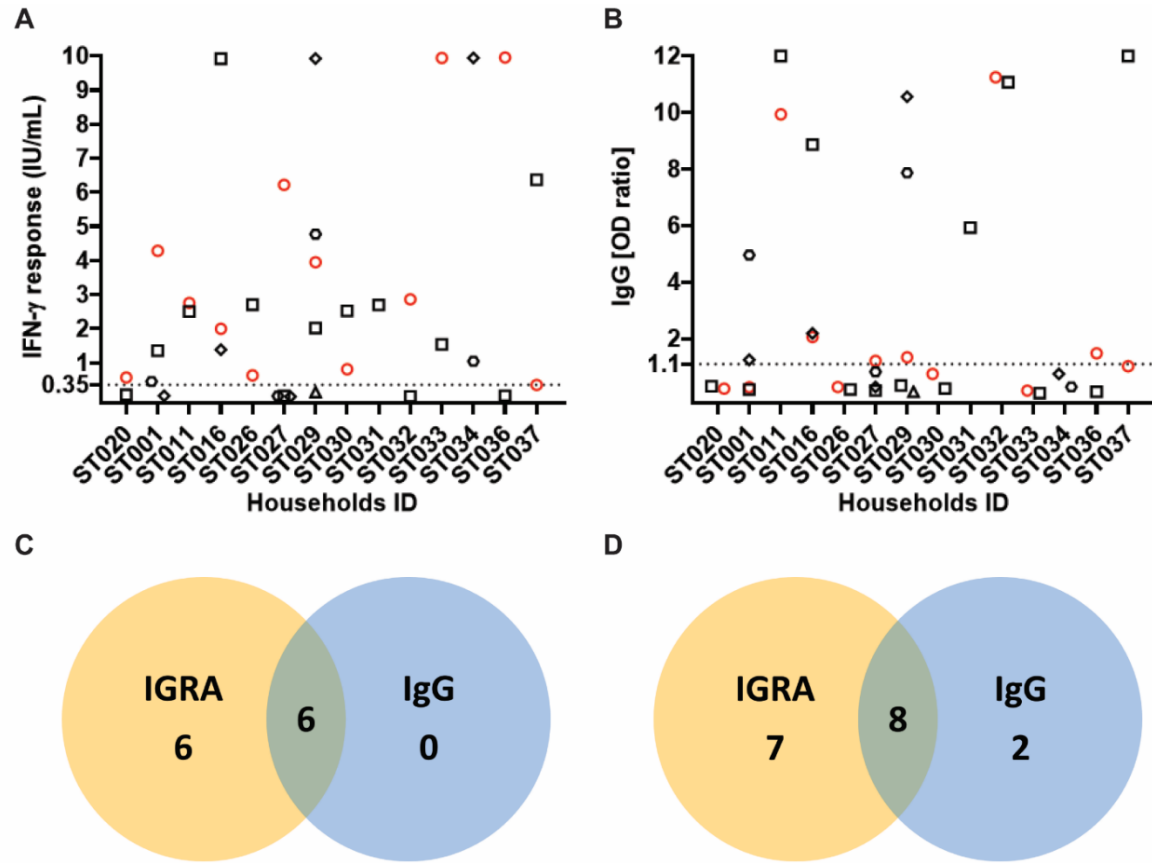 A
IFN-γ response (IU/mL)
10
9
8
7
6
5
4
3
2
1
0.35
ST020
ST001
ST011
ST016
ST026
ST027
ST029
ST030
ST031
ST032
ST033
ST034
ST036
ST037
Households ID
B
IgG [OD ratio]
12
10
8
6
4
2
1.1
ST020
ST001
ST011
ST016
ST026
ST027
ST029
ST030
ST031
ST032
ST033
ST034
ST036
ST037
Households ID
C
IGRA
6
6
IgG
0
D
IGRA
7
8
IgG
2